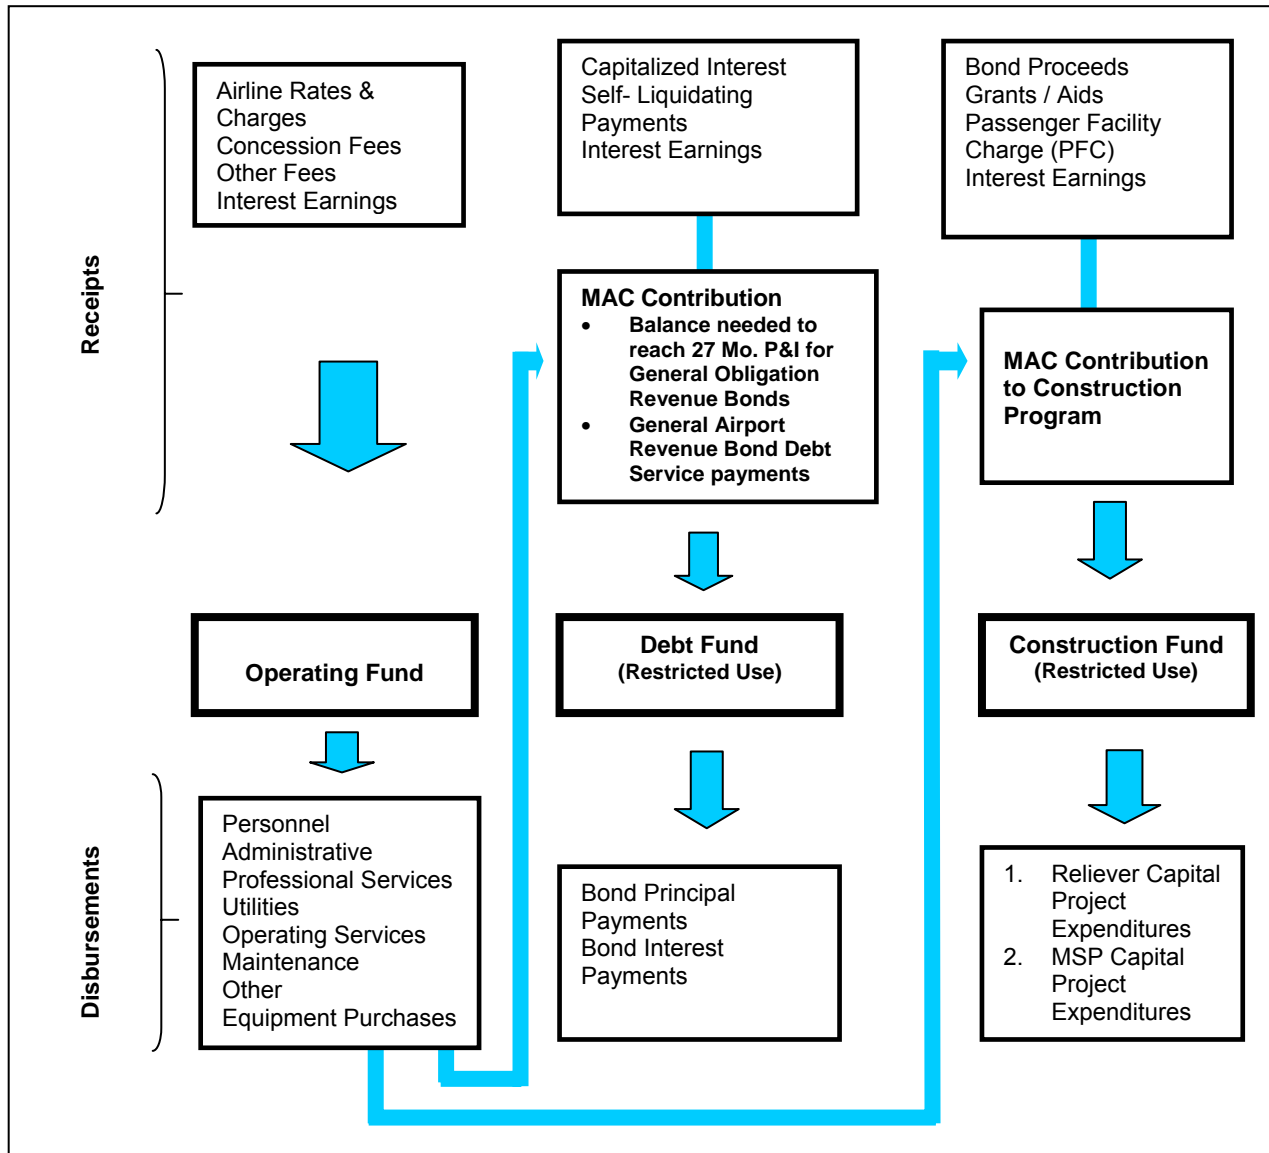 Receipts
Airline Rates &
Charges
Concession Fees
Other Fees
Interest Earnings
Capitalized Interest
Self- Liquidating
Payments
Interest Earnings
Bond Proceeds
Grants / Aids
Passenger Facility
Charge (PFC)
Interest Earnings
MAC Contribution
• Balance needed to
reach 27 Mo. P&I for
General Obligation
Revenue Bonds
• General Airport
Revenue Bond Debt
Service payments
MAC Contribution
to Construction
Program
Operating Fund
Debt Fund
(Restricted Use)
Construction Fund
(Restricted Use)
Disbursements
Personnel
Administrative
Professional Services
Utilities
Operating Services
Maintenance
Other
Equipment Purchases
Bond Principal
Payments
Bond Interest
Payments
1. Reliever Capital
Project
Expenditures
2. MSP Capital
Project
Expenditures